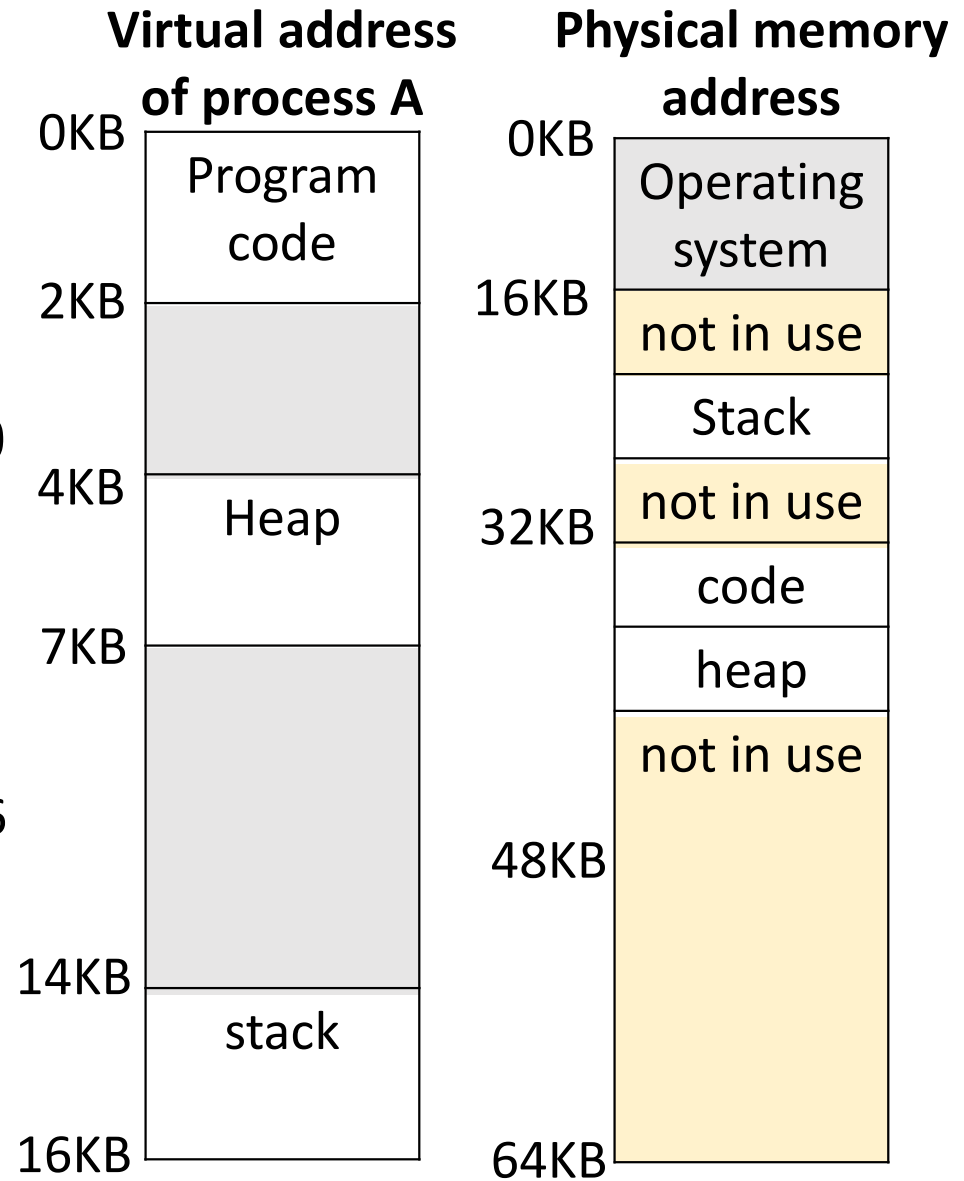 Virtual address
of process A
0KB
Program
code
2KB
4KB
Heap
7KB
14KB
stack
16KB
Physical memory
address
0KB
Operating
system
16KB
not in use
Stack
not in use
32KB
code
heap
not in use
48KB
64KB